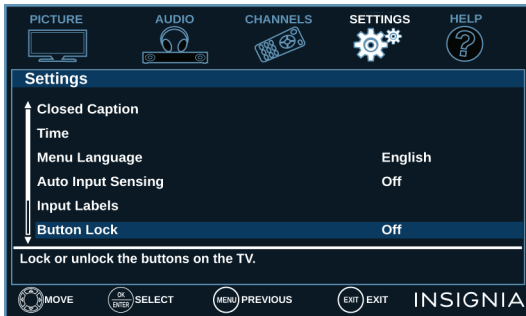 PICTURE AUDIO CHANNELS SETTINGS HELP
Settings
Closed Caption
Time
Menu Language English
Auto Input Sensing Off
Input Labels
Button Lock Off
Lock or unlock the buttons on the TV.
MOVE OK ENTER SELECT MENU PREVIOUS EXIT EXIT INSIGNIA